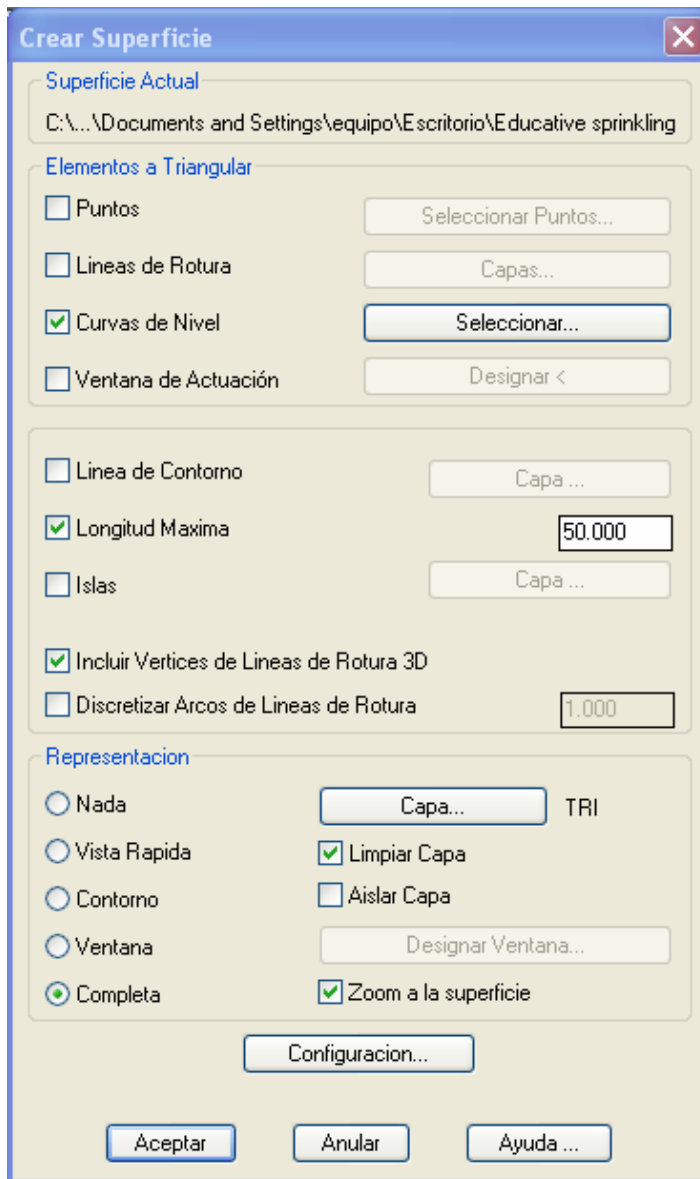 Crear Superficie
Superficie Actual
C:\...\Documents and Settings\equipo\Escritorio\Educative sprinkling
Elementos a Triangular
Puntos
Seleccionar Puntos...
Lineas de Rotura
Capas...
Curvas de Nivel
Seleccionar...
Ventana de Actuación
Designar <
Linea de Contorno
Capa ...
Longitud Maxima
50.000
Islas
Capa ...
Incluir Vertices de Lineas de Rotura 3D
Discretizar Arcos de Lineas de Rotura
1.000
Representacion
Nada
Capa...
TRI
Vista Rapida
Limpiar Capa
Contorno
Aislar Capa
Ventana
Designar Ventana...
Completa
Zoom a la superficie
Configuracion...
Aceptar
Anular
Ayuda ...